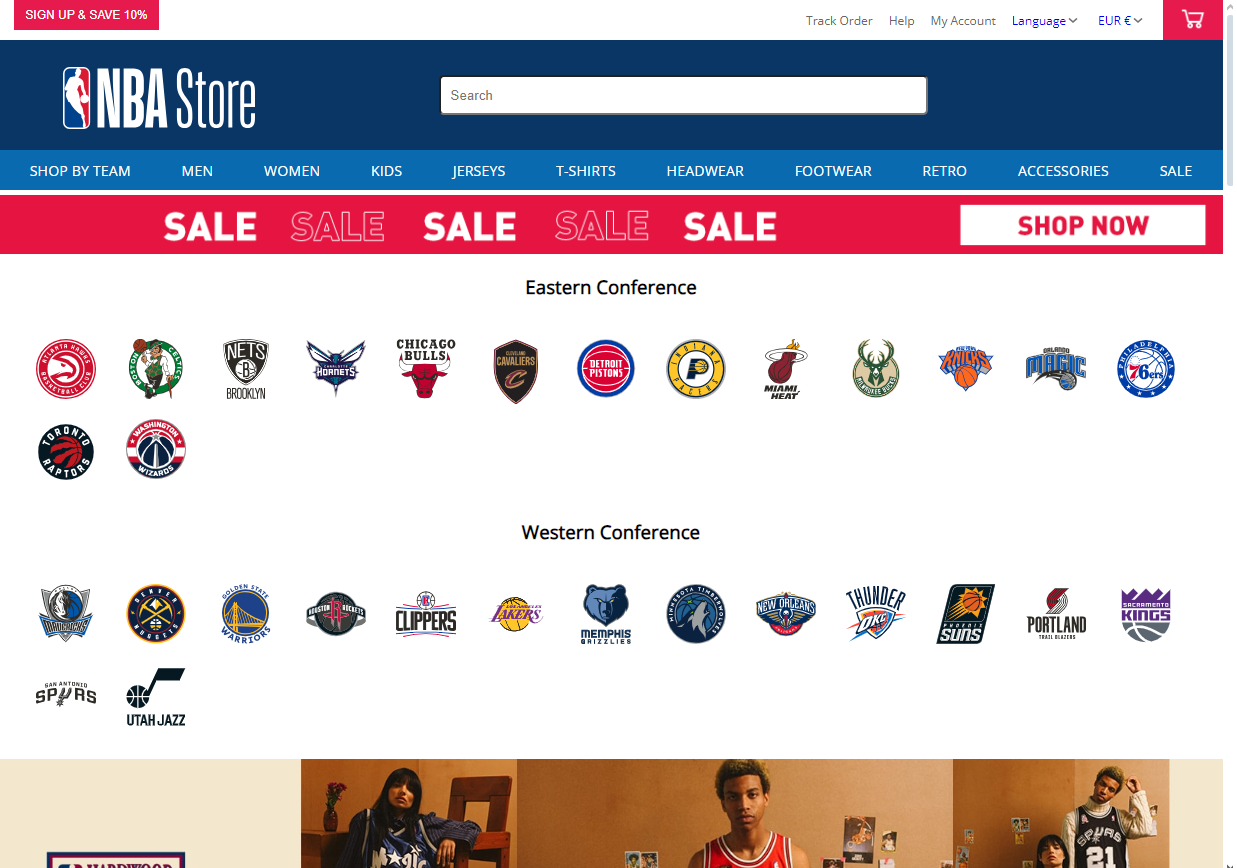 SIGN UP & SAVE 10%
Track Order Help My Account Language EUR €
NBA Store
Search
SHOP BY TEAM MEN WOMEN KIDS JERSEYS T-SHIRTS HEADWEAR FOOTWEAR RETRO ACCESSORIES SALE
SALE SALE SALE SALE SALE SHOP NOW
Eastern Conference
ATLANTA HAWKS BASKETBALL CLUB
BOSTON CELTICS
NETS B BROOKLYN
CHARLOTTE HORNETS
CHICAGO BULLS
CLEVELAND CAVALIERS C
DETROIT PISTONS
INDIANA PACERS
MIAMI HEAT
MILWAUKEE BUCKS
NEW YORK KNICKS
ORLANDO MAGIC
PHILADELPHIA 76ers
TORONTO RAPTORS
WASHINGTON WIZARDS
Western Conference
MAVERICKS
DENVER NUGGETS
GOLDEN STATE WARRIORS
HOUSTON ROCKETS
CLIPPERS
LOS ANGELES LAKERS
MEMPHIS GRIZZLIES
MINNESOTA TIMBERWOLVES
NEW ORLEANS PELICANS
THUNDER OKC
PHOENIX SUNS
PORTLAND TRAIL BLAZERS
SACRAMENTO KINGS
SAN ANTONIO SPURS
UTAH JAZZ
HARDWOOD
MAGIC
SPURS
21